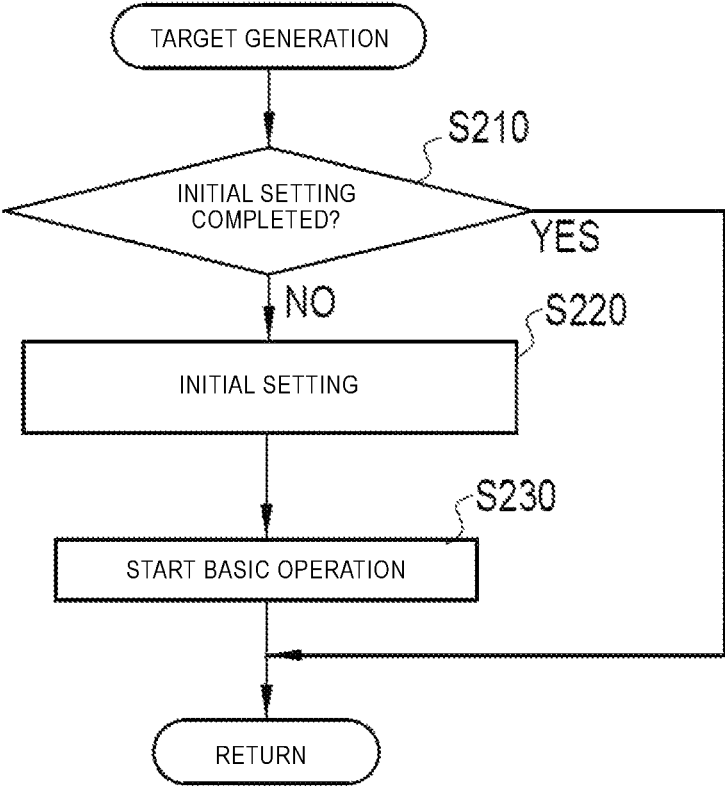 TARGET GENERATION
S210
INITIAL SETTING
COMPLETED?
YES
NO
S220
INITIAL SETTING
S230
START BASIC OPERATION
RETURN